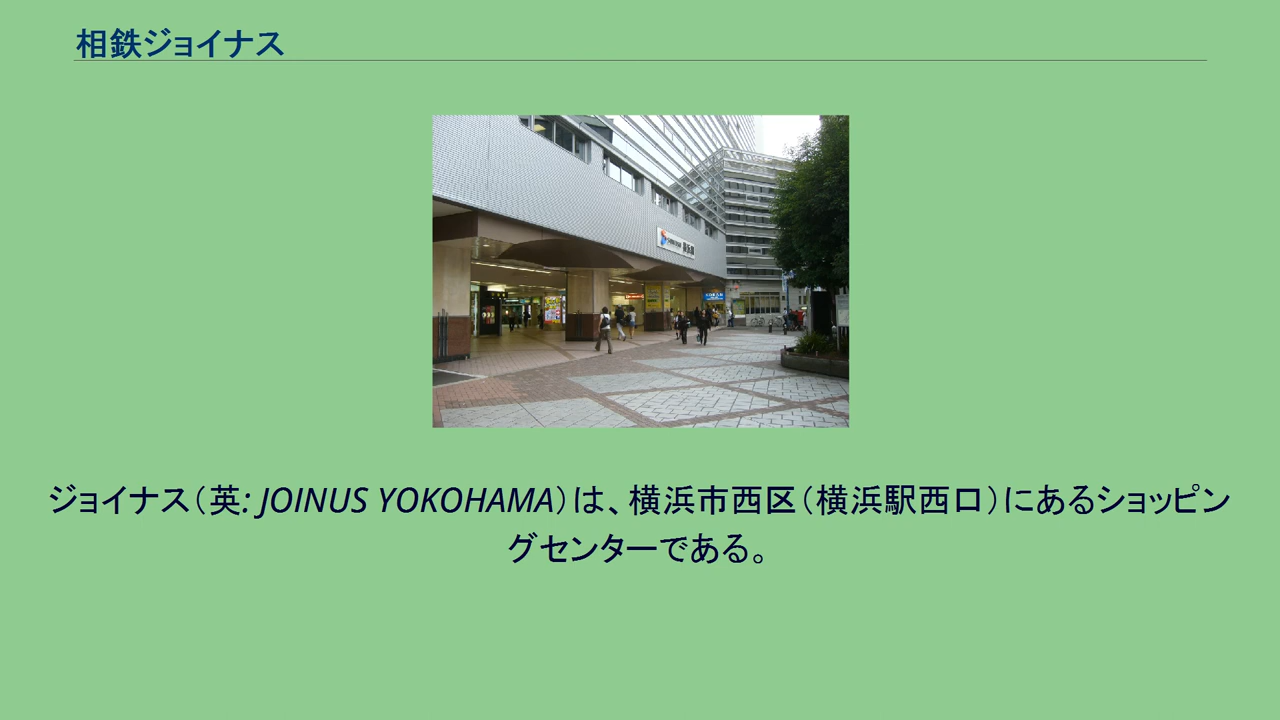 相鉄ジョイナス
ジョイナス（英: JOINUS YOKOHAMA）は、横浜市西区（横浜駅西口）にあるショッピン
グセンターである。